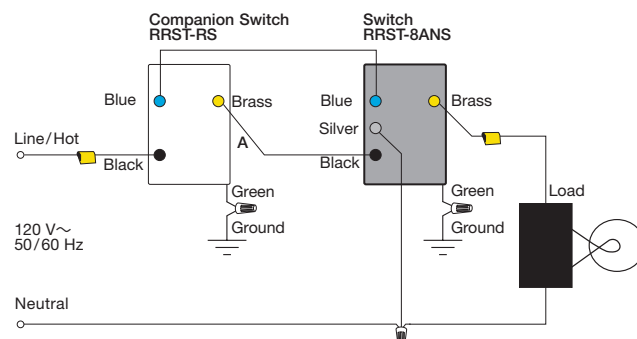 Companion Switch
RRST-RS
Switch
RRST-8ANS
Blue
Brass
Blue
Brass
Silver
Line/Hot
A
Black
Black
Green
Green
Load
Ground
Ground
120 V~
50/60 Hz
Neutral